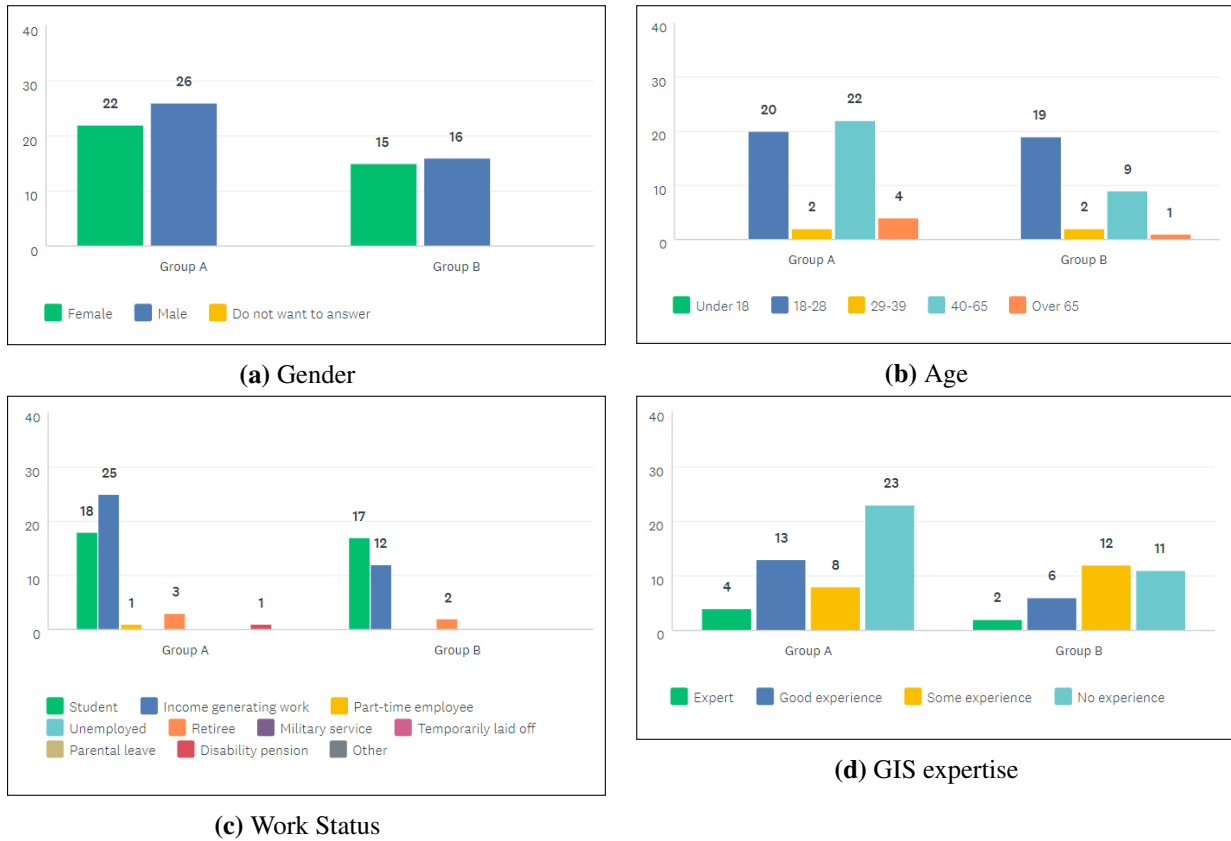 40
30
20
10
0
22
26
15
16
Group A
Group B
Female Male Do not want to answer
(a) Gender
40
30
20
10
0
20
2
22
4
19
2
9
1
Group A
Group B
Under 18 18-28 29-39 40-65 Over 65
(b) Age
40
30
20
10
0
18
25
1
3
1
17
12
2
Group A
Group B
Student Income generating work Part-time employee
Unemployed Retiree Military service Temporarily laid off
Parental leave Disability pension Other
(c) Work Status
40
30
20
10
0
4
13
8
23
2
6
12
11
Group A
Group B
Expert Good experience Some experience No experience
(d) GIS expertise